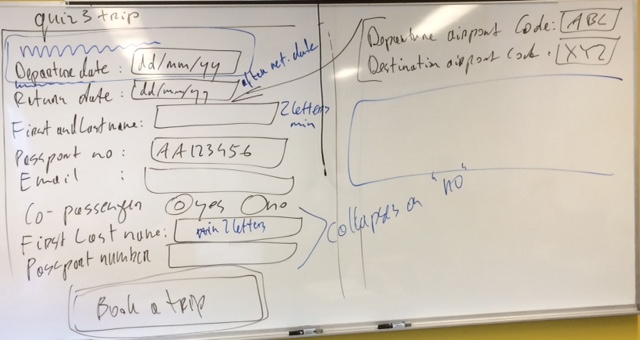 quiz 3 trip
Departure date: dd/mm/yy
after ret. date
Return date: dd/mm/yy
First and Last name:
2 letters min
Passport no: AA123456
Email:
Co-passenger yes no
First Last name: min 2 letters
Passport number
collapses on "no"
Book a trip
Departure airport Code: ABC
Destination airport Code: XYZ